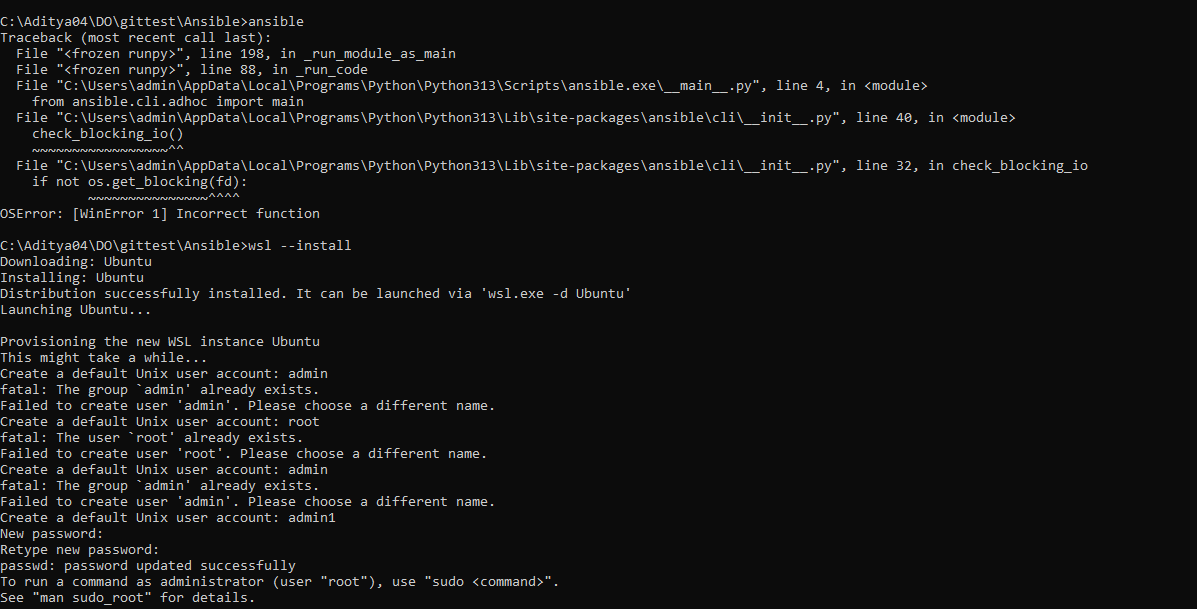 C:\Aditya04\DO\gittest\Ansible>ansible
Traceback (most recent call last):
  File "<frozen runpy>", line 198, in _run_module_as_main
  File "<frozen runpy>", line 88, in _run_code
  File "C:\Users\admin\AppData\Local\Programs\Python\Python313\Scripts\ansible.exe\__main__.py", line 4, in <module>
    from ansible.cli.adhoc import main
  File "C:\Users\admin\AppData\Local\Programs\Python\Python313\Lib\site-packages\ansible\cli\__init__.py", line 40, in <module>
    check_blocking_io()
    ~~~~~~~~~~~~~~~~~^^
  File "C:\Users\admin\AppData\Local\Programs\Python\Python313\Lib\site-packages\ansible\cli\__init__.py", line 32, in check_blocking_io
    if not os.get_blocking(fd):
           ~~~~~~~~~~~~~~~^^^^
OSError: [WinError 1] Incorrect function

C:\Aditya04\DO\gittest\Ansible>wsl --install
Downloading: Ubuntu
Installing: Ubuntu
Distribution successfully installed. It can be launched via 'wsl.exe -d Ubuntu'
Launching Ubuntu...

Provisioning the new WSL instance Ubuntu
This might take a while...
Create a default Unix user account: admin
fatal: The group `admin' already exists.
Failed to create user 'admin'. Please choose a different name.
Create a default Unix user account: root
fatal: The user `root' already exists.
Failed to create user 'root'. Please choose a different name.
Create a default Unix user account: admin
fatal: The group `admin' already exists.
Failed to create user 'admin'. Please choose a different name.
Create a default Unix user account: admin1
New password:
Retype new password:
passwd: password updated successfully
To run a command as administrator (user "root"), use "sudo <command>".
See "man sudo_root" for details.